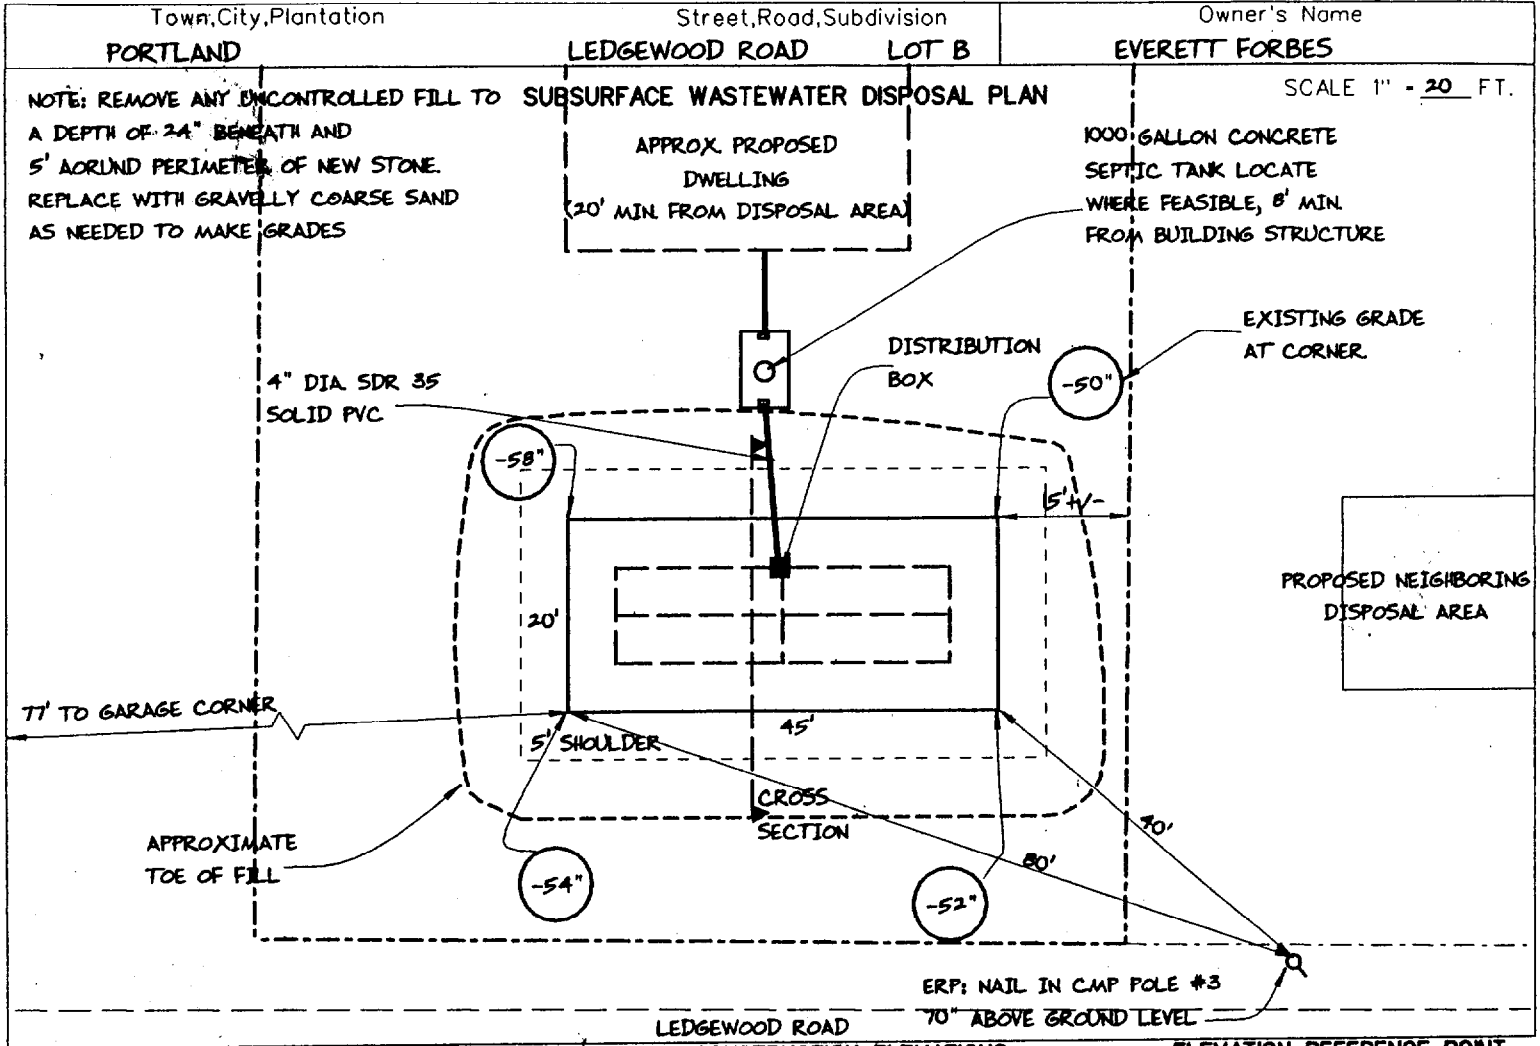 Town,City,Plantation
Street,Road,Subdivision
Owner's Name
PORTLAND
LEDGEWOOD ROAD LOT B
EVERETT FORBES
NOTE: REMOVE ANY UNCONTROLLED FILL TO
A DEPTH OF 24" BENEATH AND
5' AORUND PERIMETER OF NEW STONE.
REPLACE WITH GRAVELLY COARSE SAND
AS NEEDED TO MAKE GRADES
SUBSURFACE WASTEWATER DISPOSAL PLAN
SCALE 1" - 20 FT.
APPROX. PROPOSED
DWELLING
(20' MIN. FROM DISPOSAL AREA)
1000 GALLON CONCRETE
SEPTIC TANK LOCATE
WHERE FEASIBLE, 8' MIN.
FROM BUILDING STRUCTURE
EXISTING GRADE
AT CORNER
DISTRIBUTION
BOX
-50"
4" DIA. SDR 35
SOLID PVC
-58"
5'+/-
20'
PROPOSED NEIGHBORING
DISPOSAL AREA
77' TO GARAGE CORNER
45'
5' SHOULDER
CROSS
SECTION
APPROXIMATE
TOE OF FILL
-54"
-52"
80'
ERP: NAIL IN CMP POLE #3
70" ABOVE GROUND LEVEL
LEDGEWOOD ROAD
ELEVATION REFERENCE POINT